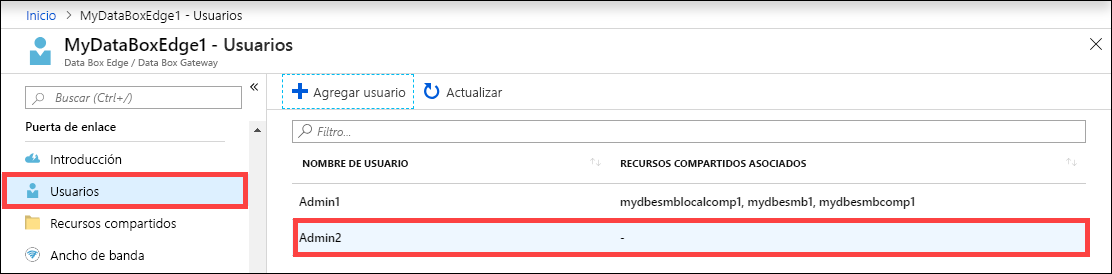 Inicio > MyDataBoxEdge1 - Usuarios
MyDataBoxEdge1 - Usuarios
Data Box Edge / Data Box Gateway
Buscar (Ctrl+/)
«
Puerta de enlace
Introducción
Usuarios
Recursos compartidos
Ancho de banda
Agregar usuario Actualizar
Filtro...
NOMBRE DE USUARIO RECURSOS COMPARTIDOS ASOCIADOS
Admin1 mydbesmblocalcomp1, mydbesmb1, mydbesmbcomp1
Admin2 -